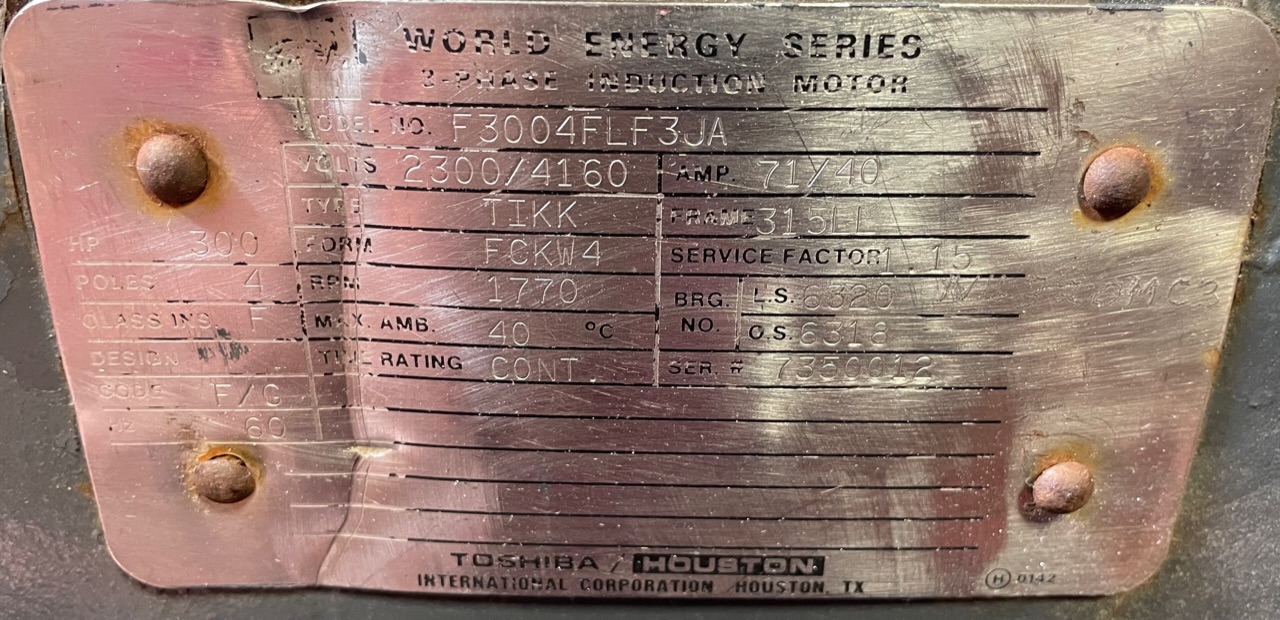 WORLD ENERGY SERIES
3-PHASE INDUCTION MOTOR
MODEL NO. F3004FLF3JA
VOLTS 2300/4160 AMP. 71/40
TYPE TIKK FRAME 315LL
HP 300 FORM FCKW4 SERVICE FACTOR 1.15
POLES 4 RPM 1770 BRG. NO. L.S. 6320
CLASS INS. F MAX. AMB. 40 °C O.S. 6318
DESIGN TIME RATING CONT. SER. # 7350012
CODE F/G
Hz 60
TOSHIBA / HOUSTON
INTERNATIONAL CORPORATION HOUSTON, TX
H 0142